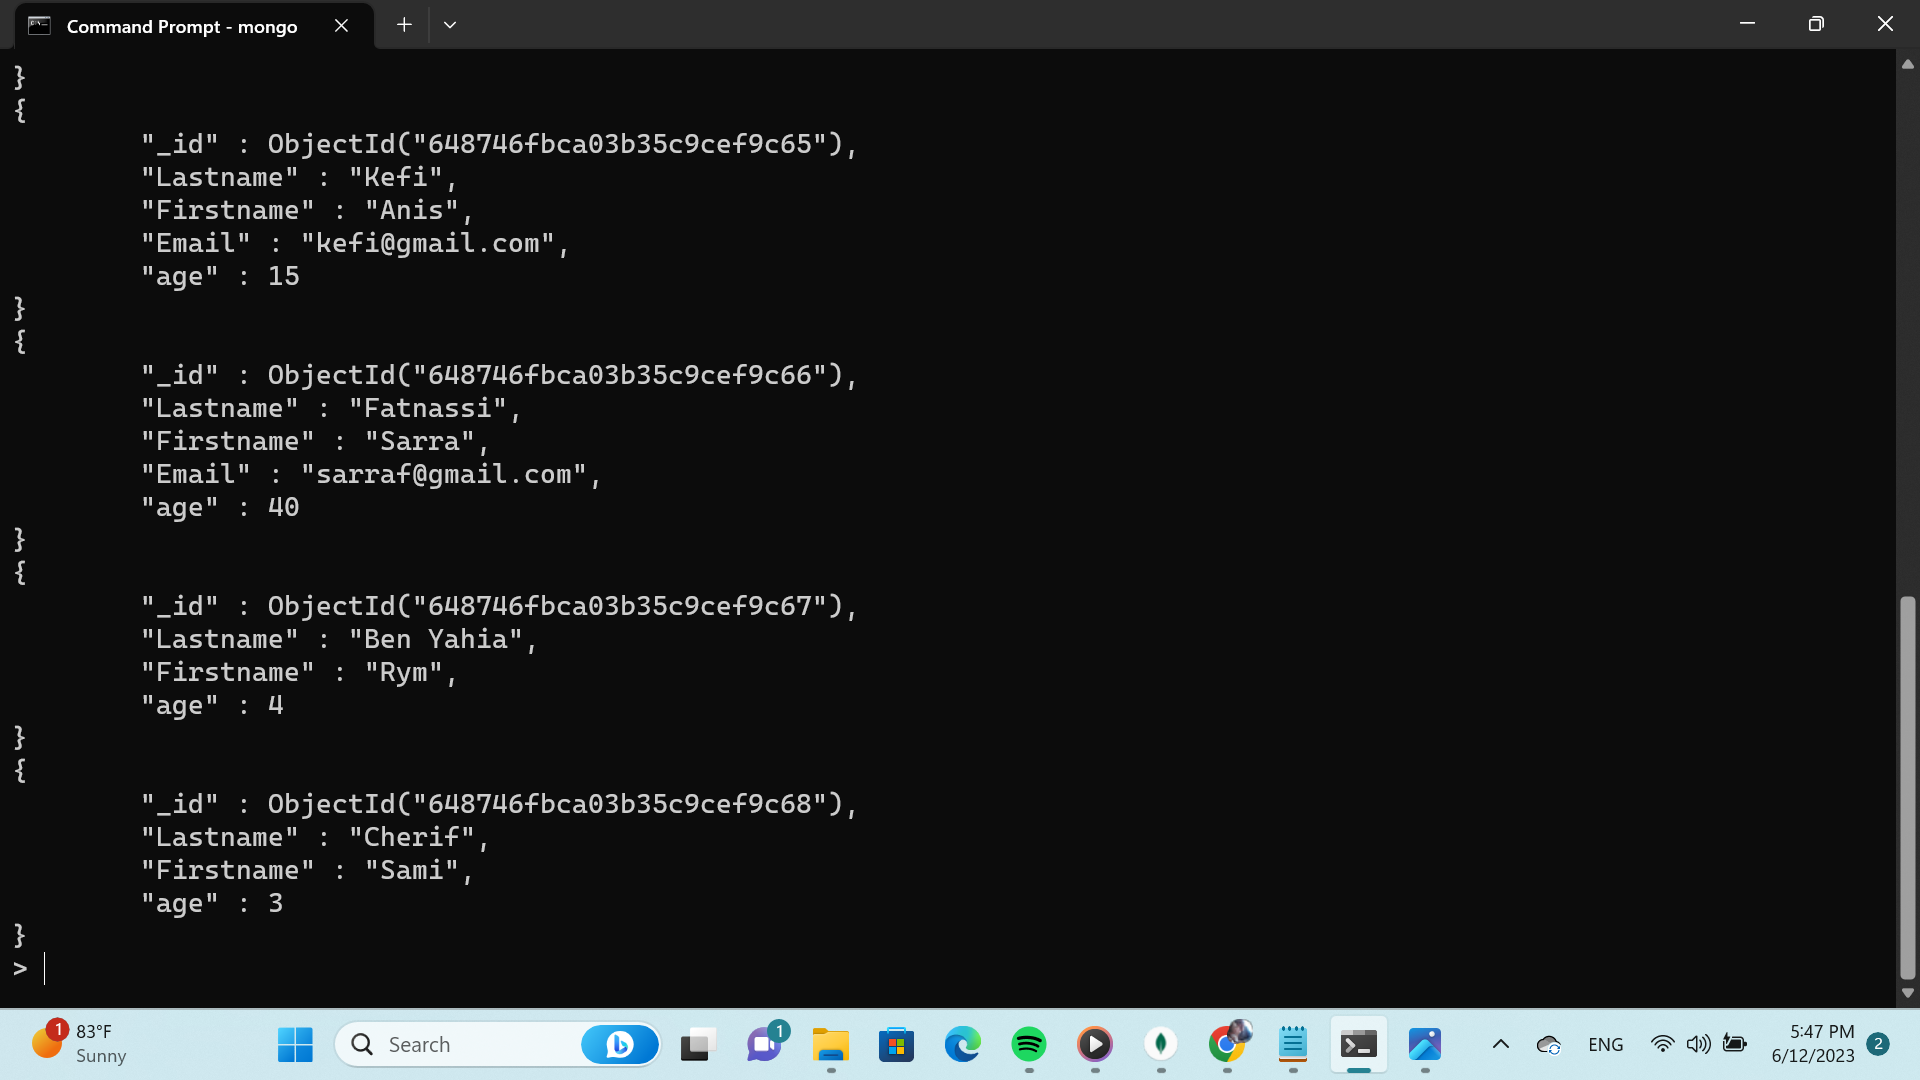 Command Prompt - mongo
}
{
"_id" : ObjectId("648746fbca03b35c9cef9c65"),
"Lastname" : "Kefi",
"Firstname" : "Anis",
"Email" : "kefi@gmail.com",
"age" : 15
}
{
"_id" : ObjectId("648746fbca03b35c9cef9c66"),
"Lastname" : "Fatnassi",
"Firstname" : "Sarra",
"Email" : "sarraf@gmail.com",
"age" : 40
}
{
"_id" : ObjectId("648746fbca03b35c9cef9c67"),
"Lastname" : "Ben Yahia",
"Firstname" : "Rym",
"age" : 4
}
{
"_id" : ObjectId("648746fbca03b35c9cef9c68"),
"Lastname" : "Cherif",
"Firstname" : "Sami",
"age" : 3
}
>
1
83°F
Sunny
Search
1
ENG
5:47 PM
6/12/2023
2